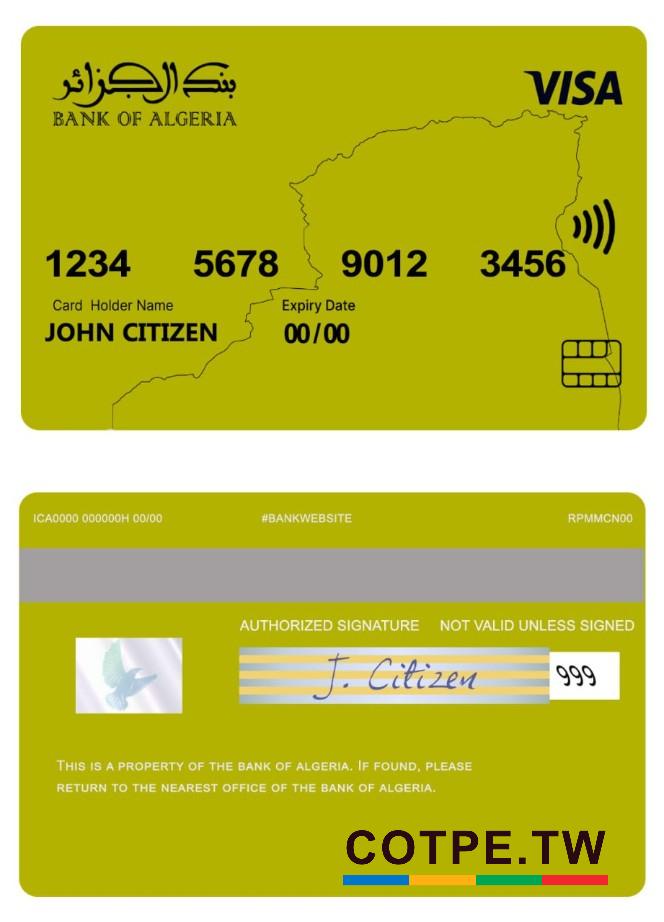 بنك الجزائر
BANK OF ALGERIA
VISA
1234 5678 9012 3456
Card Holder Name Expiry Date
JOHN CITIZEN 00/00
ICA0000 000000H 00/00 #BANKWEBSITE RPMMCN00
AUTHORIZED SIGNATURE NOT VALID UNLESS SIGNED
J. Citizen 999
THIS IS A PROPERTY OF THE BANK OF ALGERIA. IF FOUND, PLEASE
RETURN TO THE NEAREST OFFICE OF THE BANK OF ALGERIA.
COTPE.TW